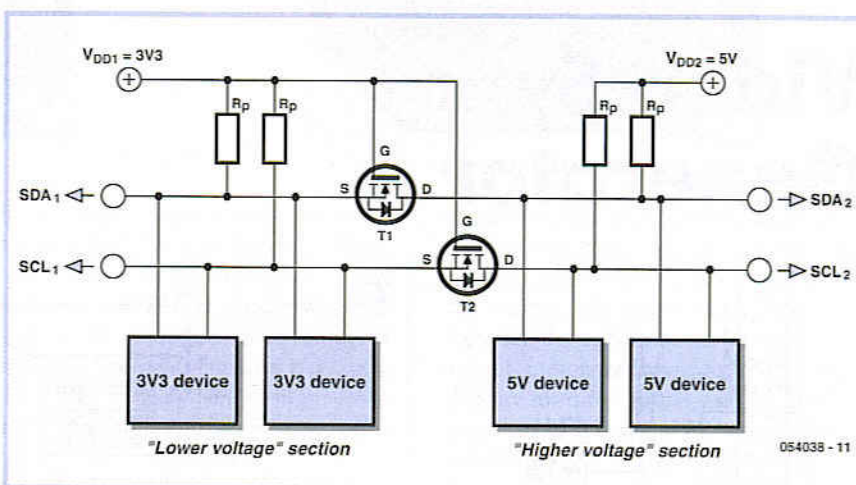 VDD1 = 3V3
VDD2 = 5V
Rp
Rp
Rp
Rp
G
SDA1
S
D
SDA2
T1
G
SCL1
S
D
SCL2
T2
3V3 device
3V3 device
5V device
5V device
"Lower voltage" section
"Higher voltage" section
054038 - 11